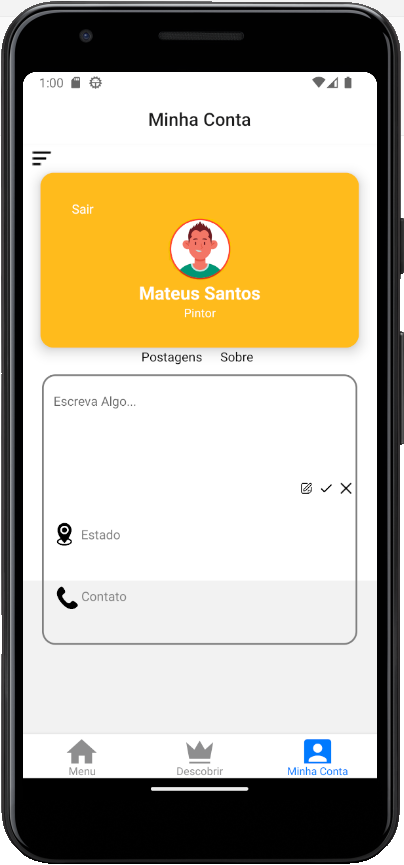 1:00
Minha Conta
Sair
Mateus Santos
Pintor
Postagens Sobre
Escreva Algo...
Estado
Contato
Menu Descobrir Minha Conta